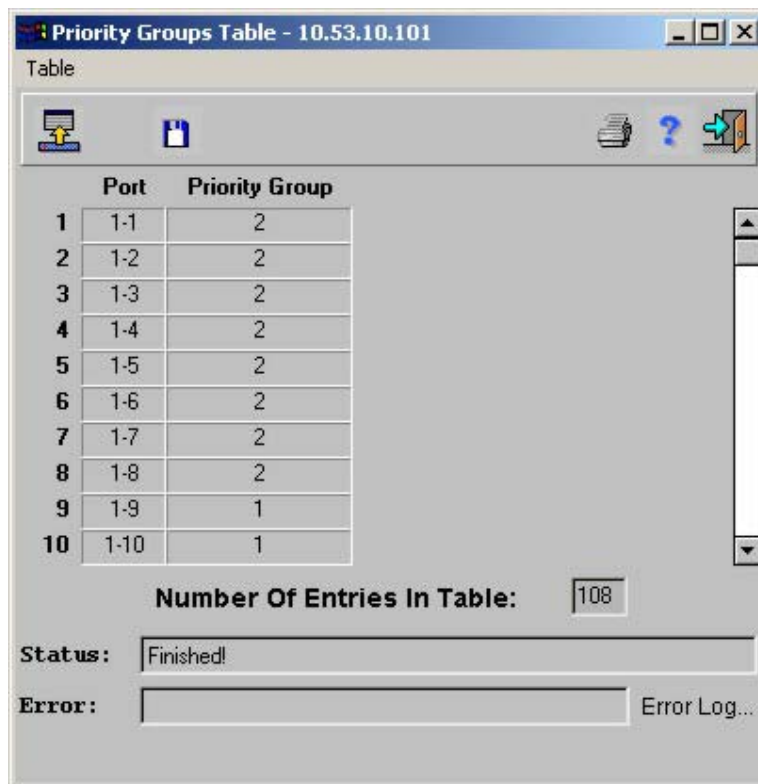 Priority Groups Table - 10.53.10.101
Table
?
Port Priority Group
1 1-1 2
2 1-2 2
3 1-3 2
4 1-4 2
5 1-5 2
6 1-6 2
7 1-7 2
8 1-8 2
9 1-9 1
10 1-10 1
Number Of Entries In Table: 108
Status: Finished!
Error: Error Log...